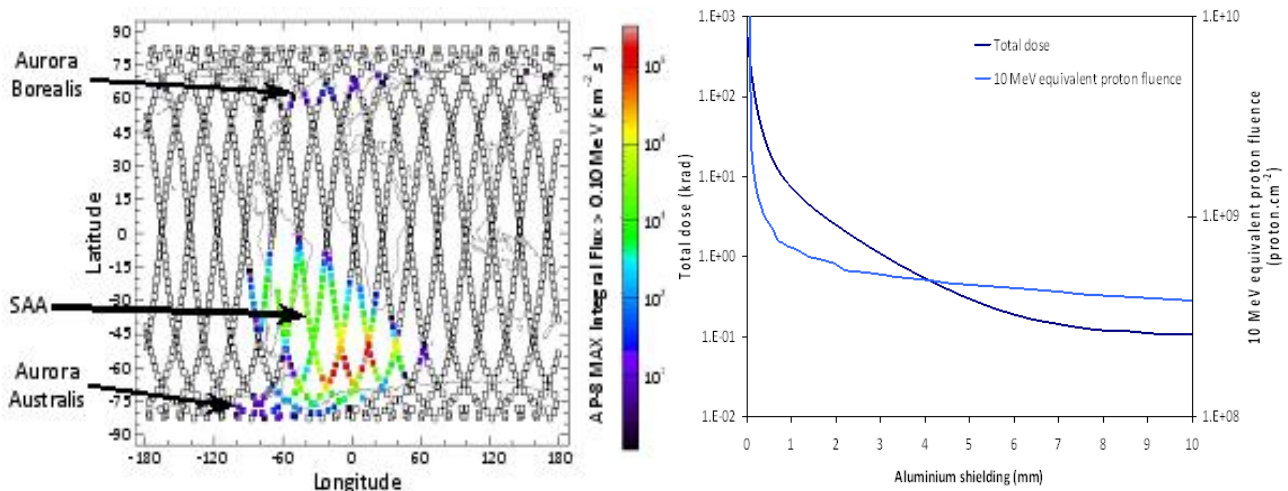 Aurora
Borealis
SAA
Aurora
Australis
90
75
60
45
30
15
0
-15
-30
-45
-60
-75
-90
Latitude
-180
-120
-60
0
60
120
180
Longitude
AP-8 MAX Integral Flux > 0.10 MeV (cm⁻² s⁻¹)
10⁴
10²
10¹
1.E+03
1.E+02
1.E+01
1.E+00
1.E-01
1.E-02
Total dose (krad)
Total dose
10 MeV equivalent proton fluence
0
1
2
3
4
5
6
7
8
9
10
Aluminium shielding (mm)
1.E+10
1.E+09
1.E+08
10 MeV equivalent proton fluence
(proton.cm⁻²)